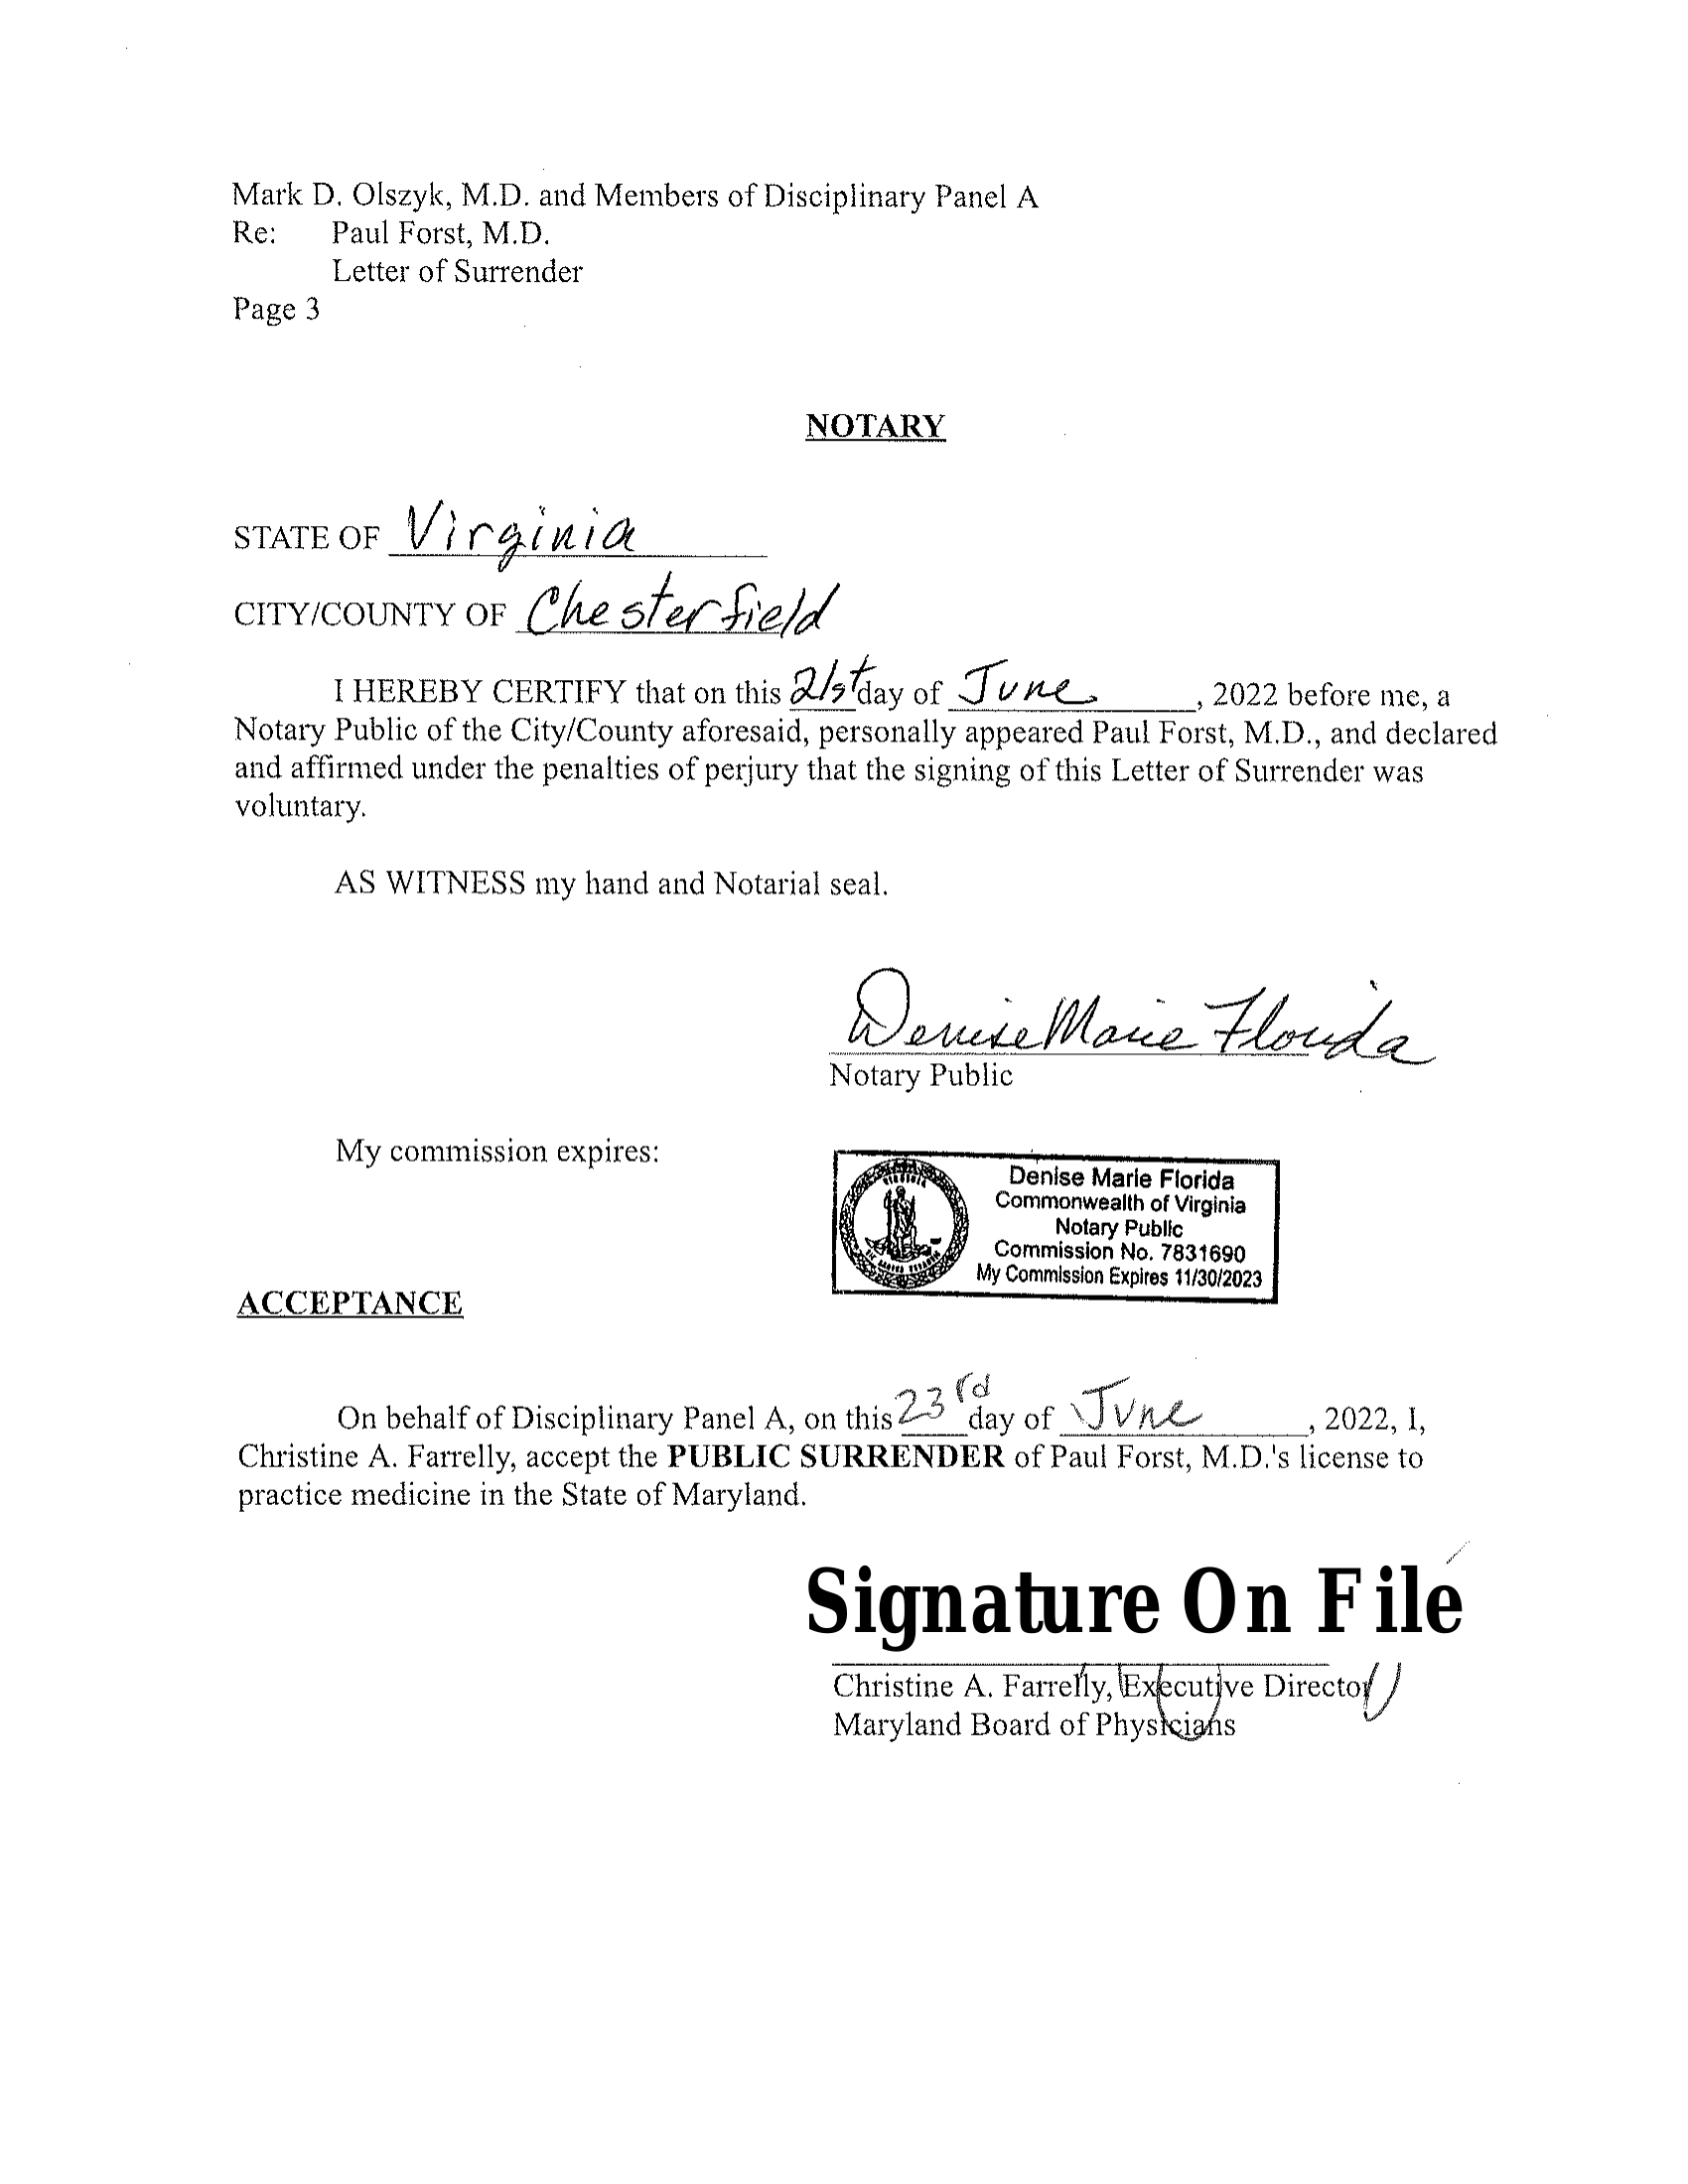 Mark D. Olszyk, M.D. and Members of Disciplinary Panel A
Re: Paul Forst, M.D.
Letter of Surrender
Page 3
NOTARY
STATE OF Virginia
CITY/COUNTY OF Chesterfield
I HEREBY CERTIFY that on this 21st day of June, 2022 before me, a
Notary Public of the City/County aforesaid, personally appeared Paul Forst, M.D., and declared
and affirmed under the penalties of perjury that the signing of this Letter of Surrender was
voluntary.
AS WITNESS my hand and Notarial seal.
Denise Marie Florida
Notary Public
My commission expires:
VIRGINIA
Denise Marie Florida
Commonwealth of Virginia
Notary Public
Commission No. 7831690
My Commission Expires 11/30/2023
ACCEPTANCE
On behalf of Disciplinary Panel A, on this 23rd day of June, 2022, I,
Christine A. Farrelly, accept the PUBLIC SURRENDER of Paul Forst, M.D.'s license to
practice medicine in the State of Maryland.
Signature On File
Christine A. Farrelly, Executive Director
Maryland Board of Physicians